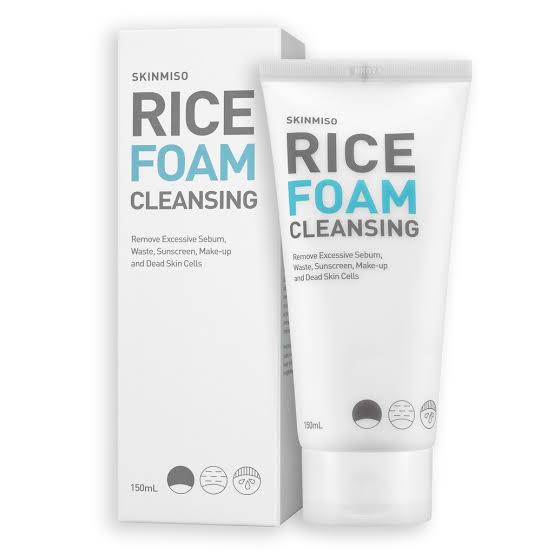 SKINMISO
RICE
FOAM
CLEANSING
Remove Excessive Sebum,
Waste, Sunscreen, Make-up
and Dead Skin Cells
150mL
SKINMISO
RICE
FOAM
CLEANSING
Remove Excessive Sebum,
Waste, Sunscreen, Make-up
and Dead Skin Cells
150mL